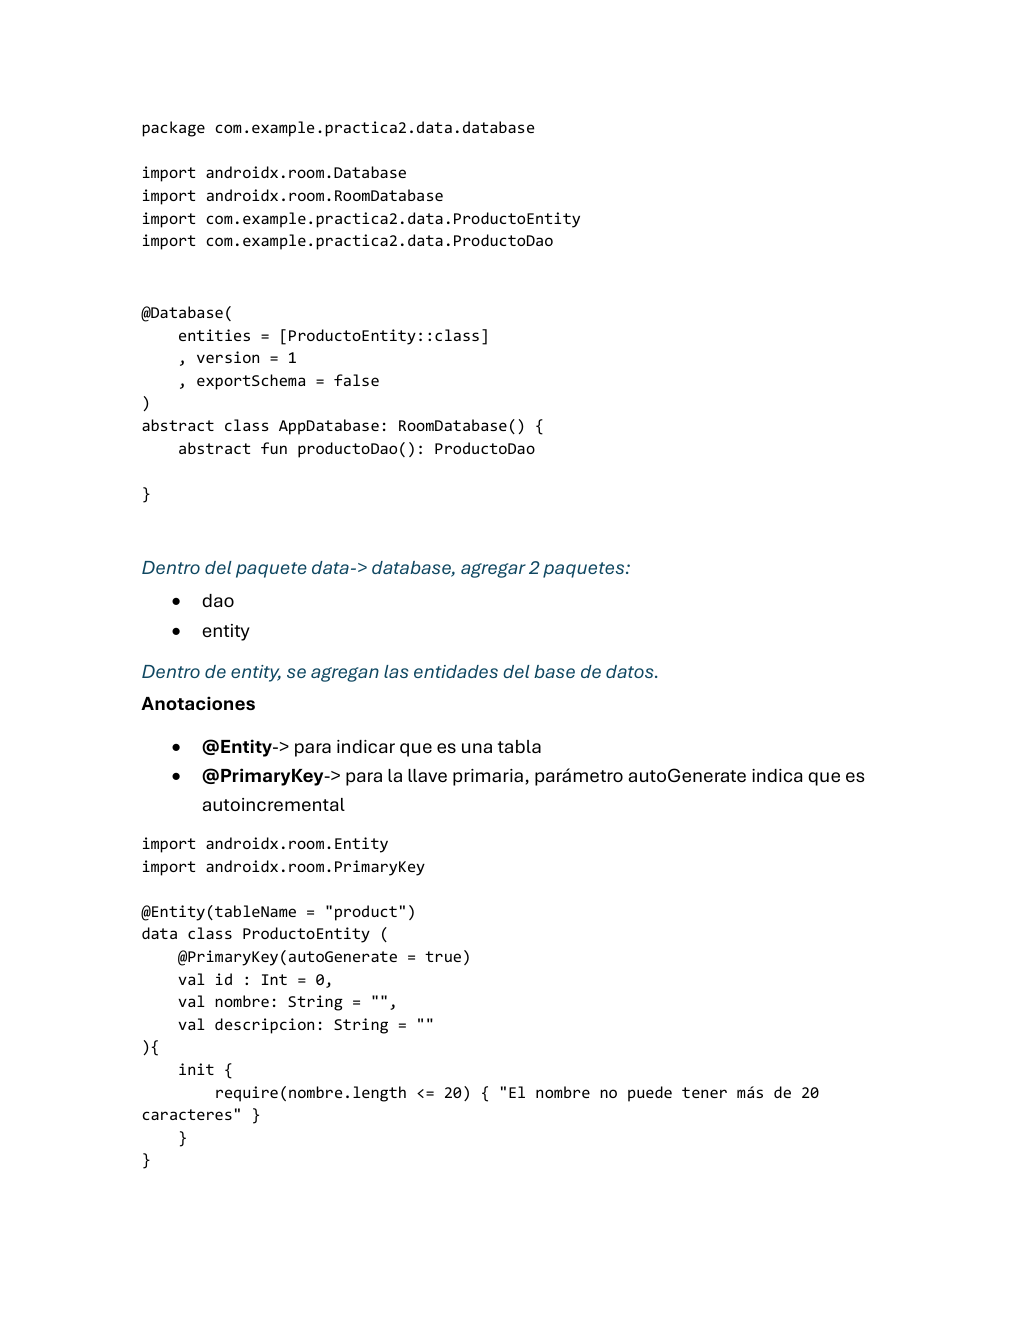 package com.example.practica2.data.database
import androidx.room.Database
import androidx.room.RoomDatabase
import com.example.practica2.data.ProductoEntity
import com.example.practica2.data.ProductoDao
@Database(
    entities = [ProductoEntity::class]
    , version = 1
    , exportSchema = false
)
abstract class AppDatabase: RoomDatabase() {
    abstract fun productoDao(): ProductoDao
}
Dentro del paquete data-> database, agregar 2 paquetes:
• dao
• entity
Dentro de entity, se agregan las entidades del base de datos.
Anotaciones
• @Entity-> para indicar que es una tabla
• @PrimaryKey-> para la llave primaria, parámetro autoGenerate indica que es
autoincremental
import androidx.room.Entity
import androidx.room.PrimaryKey
@Entity(tableName = "product")
data class ProductoEntity (
    @PrimaryKey(autoGenerate = true)
    val id : Int = 0,
    val nombre: String = "",
    val descripcion: String = ""
){
    init {
        require(nombre.length <= 20) { "El nombre no puede tener más de 20
caracteres" }
    }
}